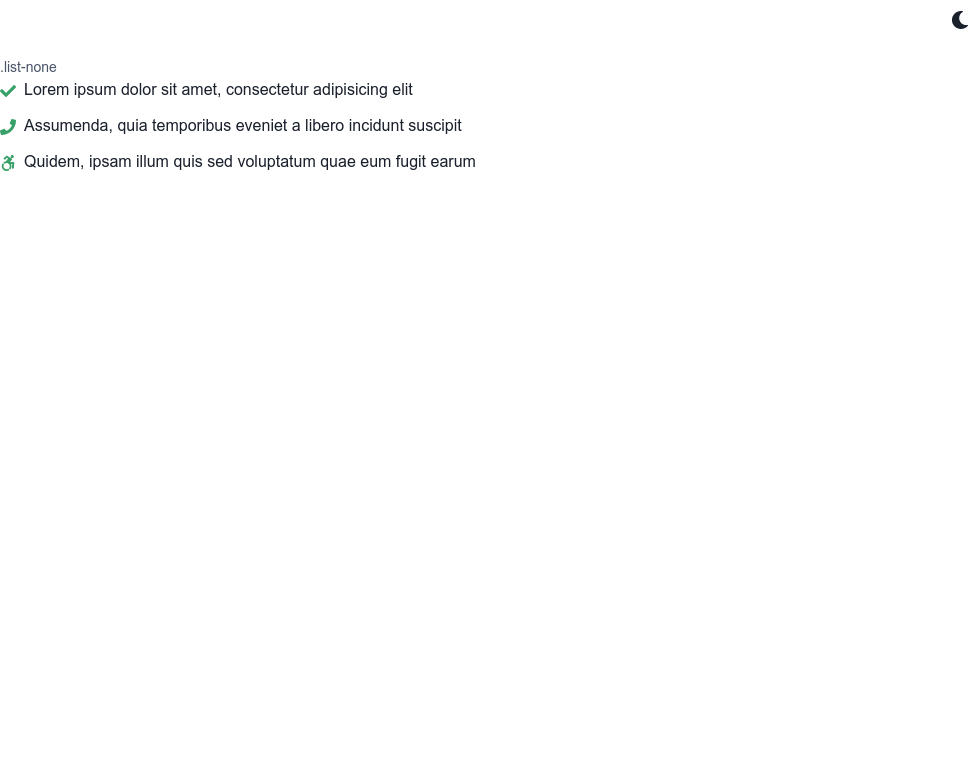 .list-none
Lorem ipsum dolor sit amet, consectetur adipisicing elit
Assumenda, quia temporibus eveniet a libero incidunt suscipit
Quidem, ipsam illum quis sed voluptatum quae eum fugit earum